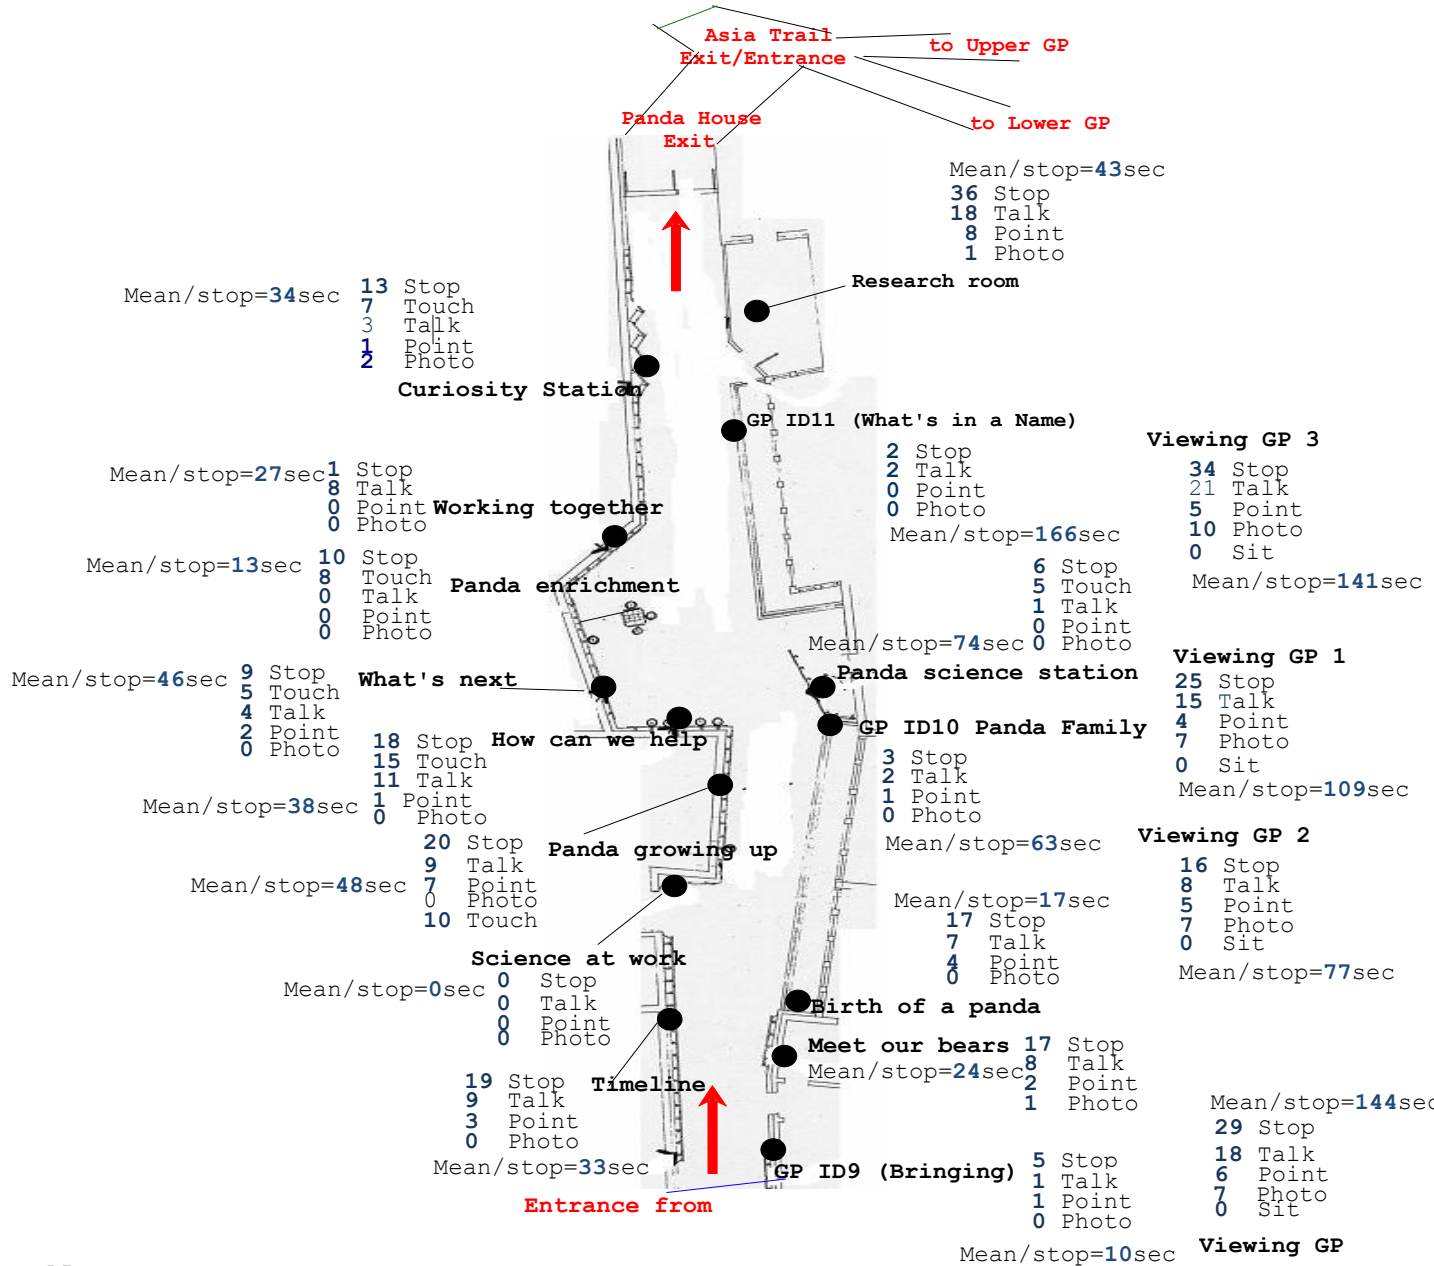 Asia Trail
Exit/Entrance
to Upper GP
Panda House
Exit
to Lower GP
Mean/stop=43sec
36 Stop
18 Talk
8 Point
1 Photo
Research room
Mean/stop=34sec
13 Stop
7 Touch
3 Talk
1 Point
2 Photo
Curiosity Station
GP ID11 (What's in a Name)
2 Stop
2 Talk
0 Point
0 Photo
Mean/stop=166sec
Viewing GP 3
34 Stop
21 Talk
5 Point
10 Photo
0 Sit
Mean/stop=141sec
Mean/stop=27sec
1 Stop
8 Talk
0 Point
0 Photo
Working together
Mean/stop=13sec
10 Stop
8 Touch
0 Talk
0 Point
0 Photo
Panda enrichment
6 Stop
5 Touch
1 Talk
0 Point
0 Photo
Mean/stop=74sec
Panda science station
Viewing GP 1
25 Stop
15 Talk
4 Point
7 Photo
0 Sit
Mean/stop=109sec
Mean/stop=46sec
9 Stop
5 Touch
4 Talk
2 Point
0 Photo
What's next
GP ID10 Panda Family
3 Stop
2 Talk
1 Point
0 Photo
Mean/stop=63sec
How can we help
18 Stop
15 Touch
11 Talk
1 Point
0 Photo
Mean/stop=38sec
Viewing GP 2
16 Stop
8 Talk
5 Point
7 Photo
0 Sit
Mean/stop=77sec
Panda growing up
20 Stop
9 Talk
7 Point
0 Photo
10 Touch
Mean/stop=48sec
Mean/stop=17sec
17 Stop
7 Talk
4 Point
0 Photo
Birth of a panda
Science at work
0 Stop
0 Talk
0 Point
0 Photo
Mean/stop=0sec
Meet our bears
Mean/stop=24sec
17 Stop
8 Talk
2 Point
1 Photo
Timeline
19 Stop
9 Talk
3 Point
0 Photo
Mean/stop=33sec
Mean/stop=144sec
29 Stop
18 Talk
6 Point
7 Photo
0 Sit
Viewing GP
GP ID9 (Bringing)
5 Stop
1 Talk
1 Point
0 Photo
Mean/stop=10sec
Entrance from